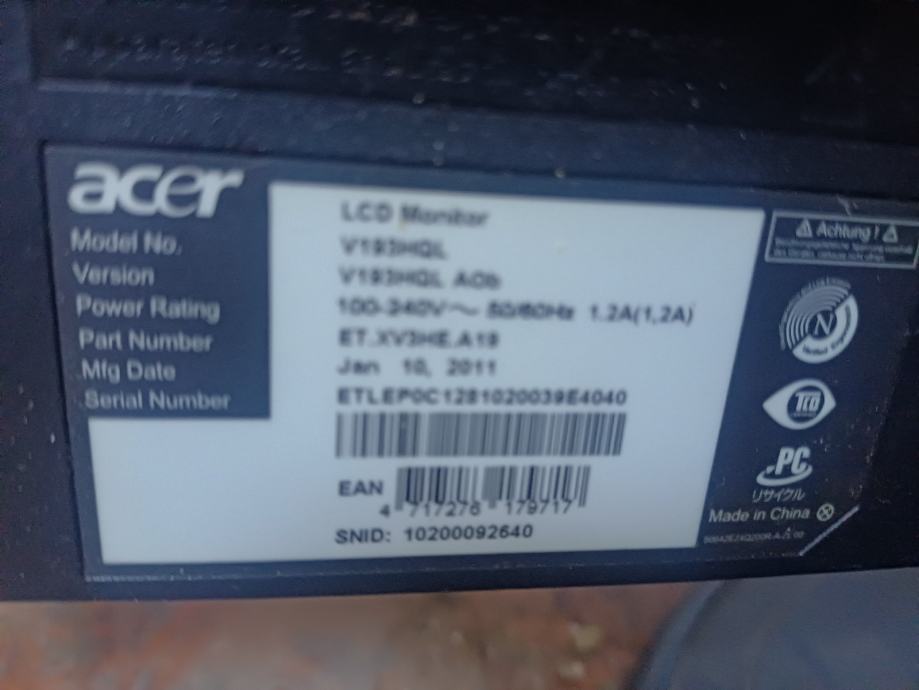 acer
LCD Monitor
Model No. V193HQL
Version V193HQL A0b
Power Rating 100-240V～ 50/60Hz 1.2A(1,2A)
Part Number ET.XV3HE.A19
Mfg Date Jan 10, 2011
Serial Number ETLEP0C1281020039E4040
EAN
4 717276 179717
SNID: 10200092640
Achtung !
N
TCO
PC
リサイクル
Made in China